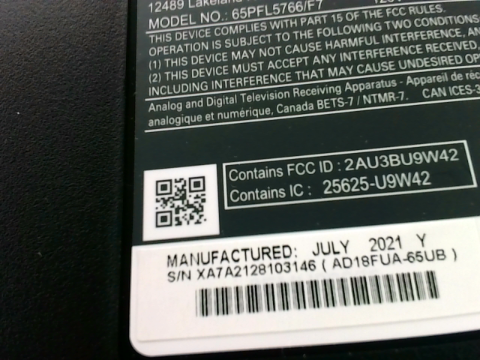 12489 Lakeland
MODEL NO.: 65PFL5766/F7
THIS DEVICE COMPLIES WITH PART 15 OF THE FCC RULES.
OPERATION IS SUBJECT TO THE FOLLOWING TWO CONDITIONS
(1) THIS DEVICE MAY NOT CAUSE HARMFUL INTERFERENCE, AN
(2) THIS DEVICE MUST ACCEPT ANY INTERFERENCE RECEIVED,
INCLUDING INTERFERENCE THAT MAY CAUSE UNDESIRED OP
Analog and Digital Television Receiving Apparatus - Appareil de réc
analogique et numérique, Canada BETS-7 / NTMR-7. CAN ICES-3
Contains FCC ID : 2AU3BU9W42
Contains IC : 25625-U9W42
MANUFACTURED: JULY 2021 Y
S/N XA7A2128103146 ( AD18FUA-65UB )